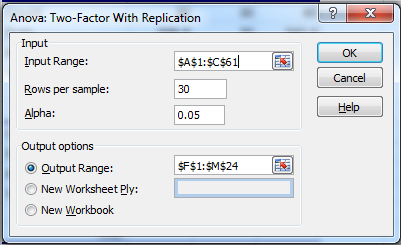 Anova: Two-Factor With Replication
Input
Input Range: $A$1:$C$61
Rows per sample: 30
Alpha: 0.05
OK
Cancel
Help
Output options
Output Range: $F$1:$M$24
New Worksheet Ply:
New Workbook